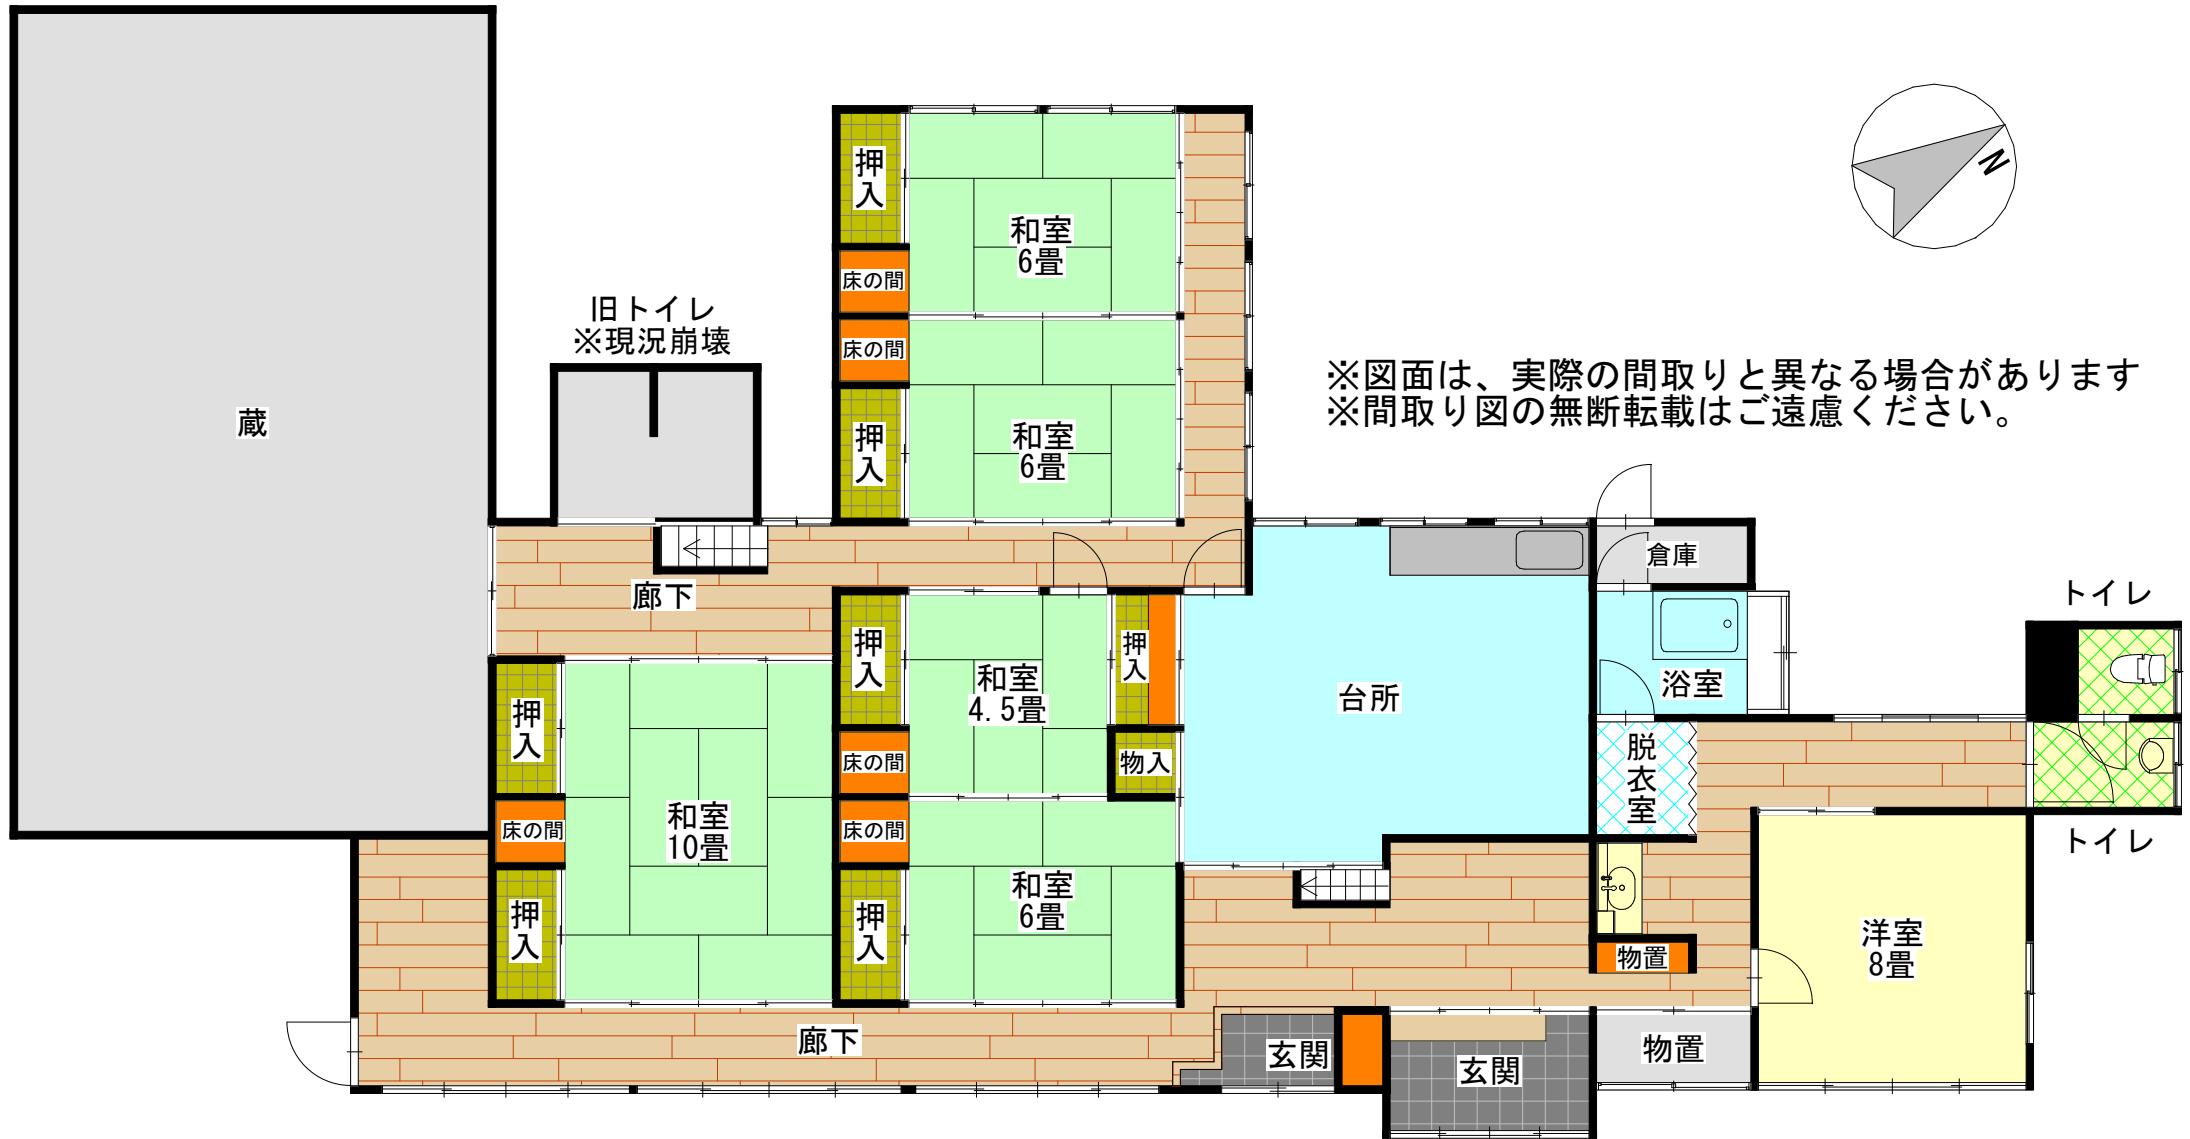 押入
和室
6畳
床の間
N
旧トイレ
※現況崩壊
床の間
※図面は、実際の間取りと異なる場合があります
※間取り図の無断転載はご遠慮ください。
蔵
押入
和室
6畳
倉庫
廊下
トイレ
押入
和室
4.5畳
押入
台所
浴室
押入
床の間
物入
脱衣室
和室
10畳
床の間
床の間
トイレ
押入
押入
和室
6畳
洋室
8畳
物置
廊下
玄関
玄関
物置